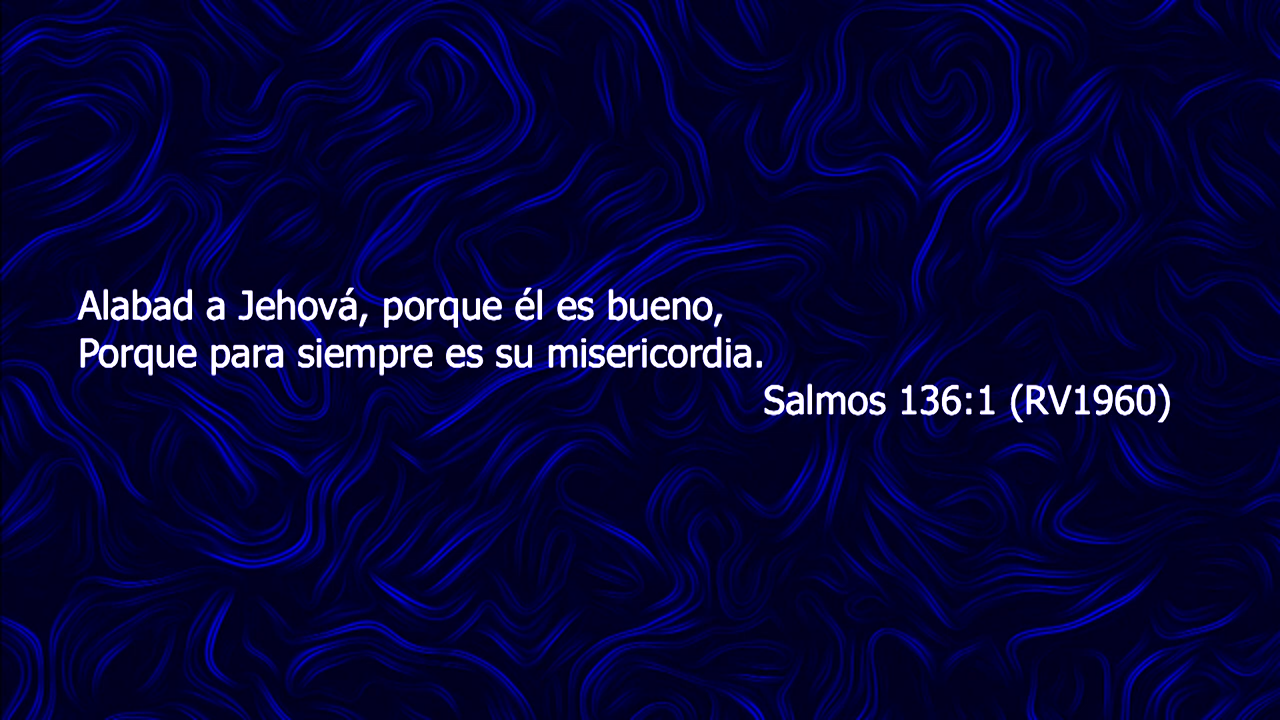 Alabad a Jehová, porque él es bueno,
Porque para siempre es su misericordia.
Salmos 136:1 (RV1960)